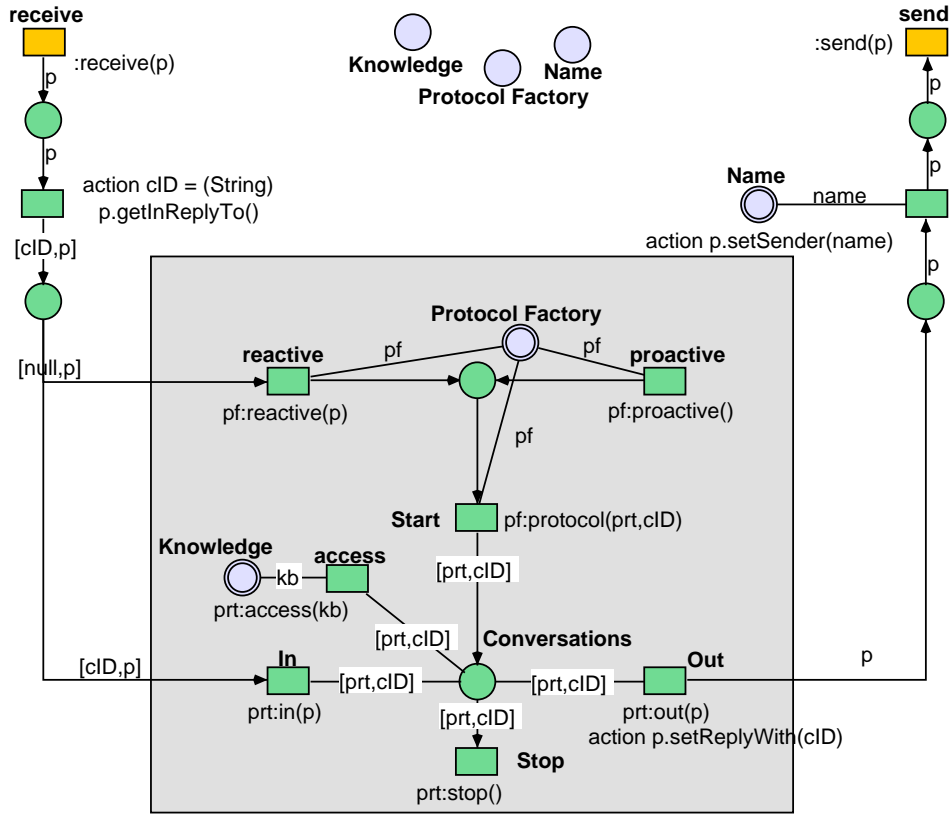 receive
send
:receive(p)
Knowledge
Name
Protocol Factory
:send(p)
p
p
p
p
action cID = (String)
p.getInReplyTo()
Name
name
[cID,p]
action p.setSender(name)
p
Protocol Factory
reactive
pf
pf
proactive
[null,p]
pf:reactive(p)
pf:proactive()
pf
Start
pf:protocol(prt,cID)
Knowledge
access
[prt,cID]
kb
prt:access(kb)
[prt,cID]
Conversations
[cID,p]
In
Out
p
[prt,cID]
[prt,cID]
prt:in(p)
[prt,cID]
prt:out(p)
action p.setReplyWith(cID)
Stop
prt:stop()